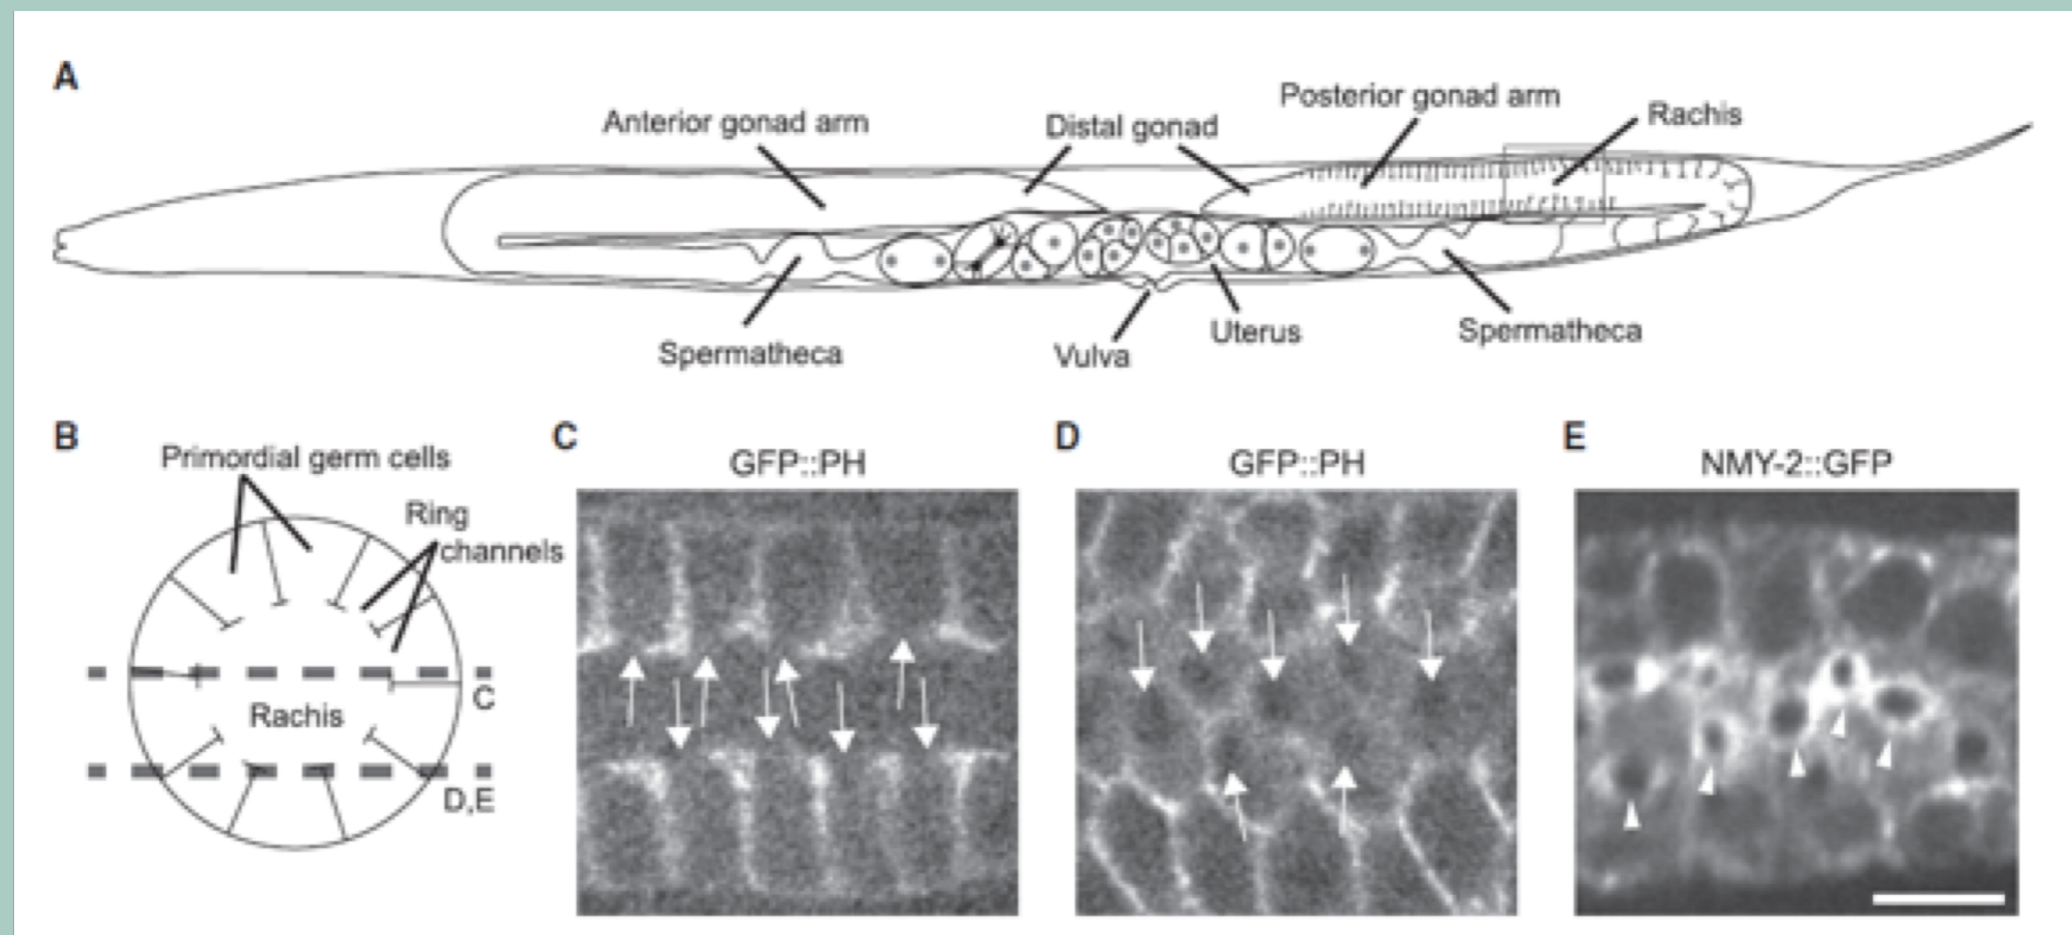 A
Anterior gonad arm
Distal gonad
Posterior gonad arm
Rachis
Spermatheca
Vulva
Uterus
Spermatheca
B
Primordial germ cells
Ring
channels
Rachis
C
D,E
C
GFP::PH
D
GFP::PH
E
NMY-2::GFP